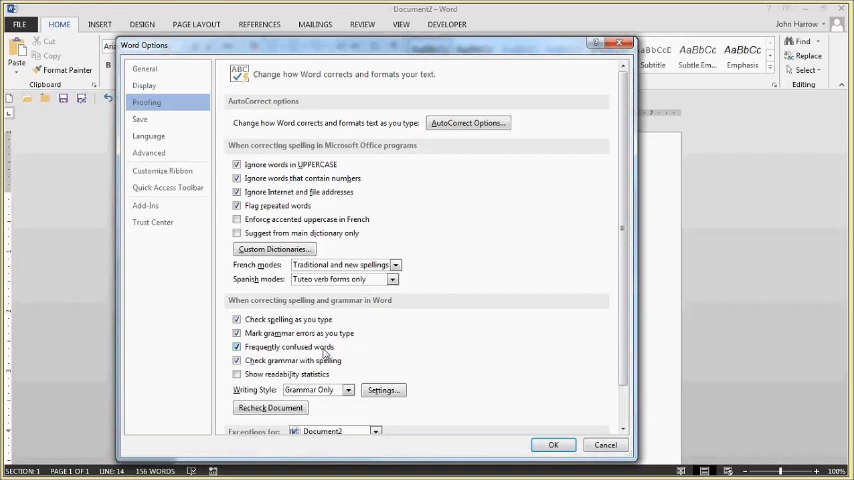 Document2 - Word
FILE HOME INSERT DESIGN PAGE LAYOUT REFERENCES MAILINGS REVIEW VIEW DEVELOPER John Harrow
Cut
Copy
Format Painter
Paste
Clipboard
B
Find
Replace
Select
Editing
AaBbCcDc AaBbCcDc
Subtle Em... Emphasis
Word Options
General
Display
Proofing
Save
Language
Advanced
Customize Ribbon
Quick Access Toolbar
Add-Ins
Trust Center
ABC
Change how Word corrects and formats your text.
AutoCorrect options
Change how Word corrects and formats text as you type: AutoCorrect Options...
When correcting spelling in Microsoft Office programs
Ignore words in UPPERCASE
Ignore words that contain numbers
Ignore Internet and file addresses
Flag repeated words
Enforce accented uppercase in French
Suggest from main dictionary only
Custom Dictionaries...
French modes: Traditional and new spellings
Spanish modes: Tuteo verb forms only
When correcting spelling and grammar in Word
Check spelling as you type
Mark grammar errors as you type
Frequently confused words
Check grammar with spelling
Show readability statistics
Writing Style: Grammar Only Settings...
Recheck Document
Exceptions for: Document2
OK Cancel
SECTION: 1 PAGE 1 OF 1 LINE: 14 156 WORDS 100%